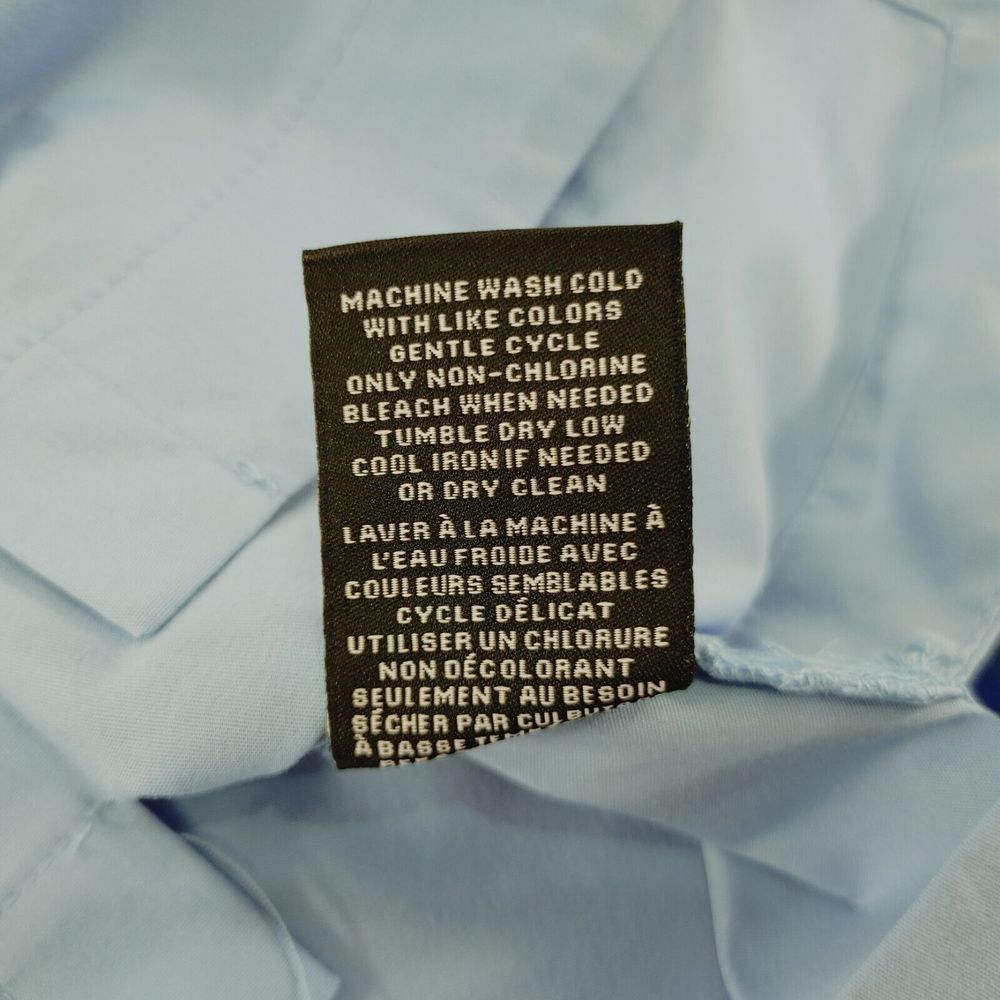 MACHINE WASH COLD
WITH LIKE COLORS
GENTLE CYCLE
ONLY NON-CHLORINE
BLEACH WHEN NEEDED
TUMBLE DRY LOW
COOL IRON IF NEEDED
OR DRY CLEAN
LAVER À LA MACHINE À
L'EAU FROIDE AVEC
COULEURS SEMBLABLES
CYCLE DÉLICAT
UTILISER UN CHLORURE
NON DÉCOLORANT
SEULEMENT AU BESOIN
SÉCHER PAR
À BASSE